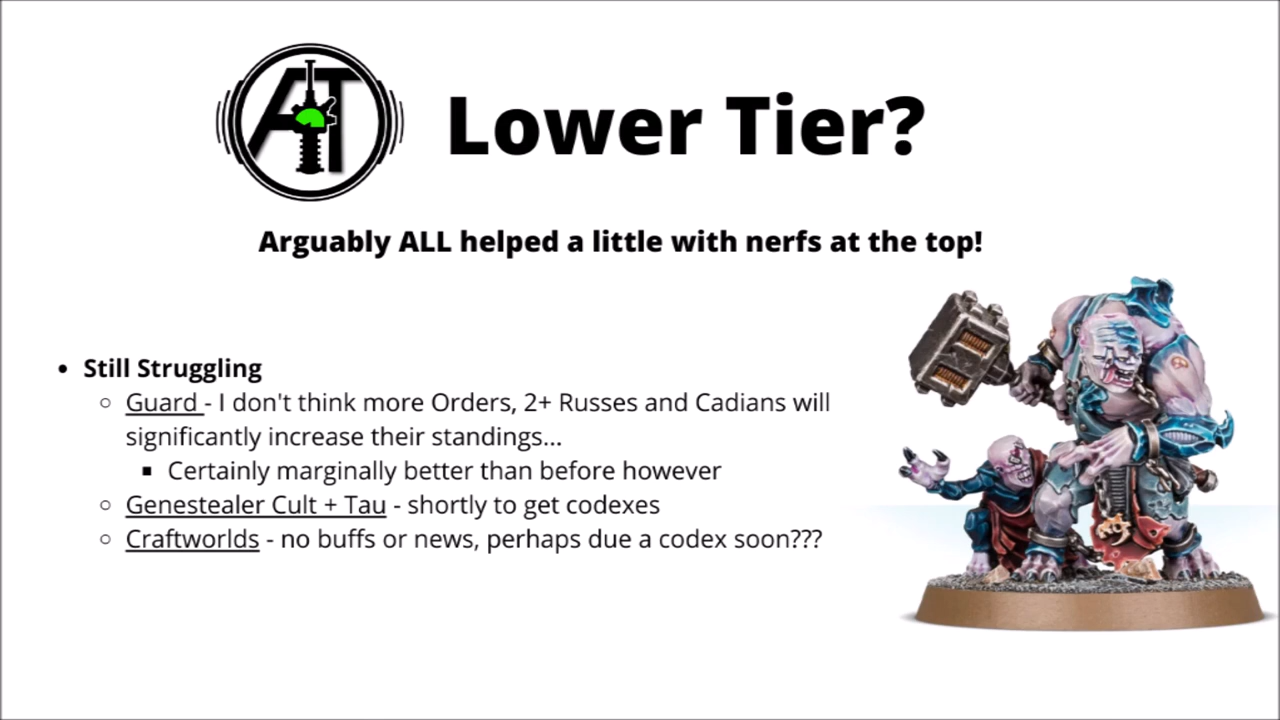 AT
Lower Tier?
Arguably ALL helped a little with nerfs at the top!
• Still Struggling
○ Guard - I don't think more Orders, 2+ Russes and Cadians will
significantly increase their standings...
▪ Certainly marginally better than before however
○ Genestealer Cult + Tau - shortly to get codexes
○ Craftworlds - no buffs or news, perhaps due a codex soon???